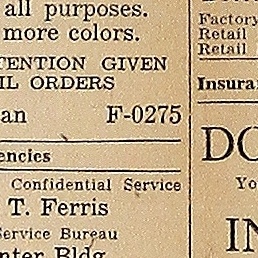 all purposes.
more colors.
TENTION GIVEN
IL ORDERS
an F-0275
encies
Confidential Service
T. Ferris
Service Bureau
nter Bldg.
Factory
Retail
Retail
Insura
DO
Yo
IN